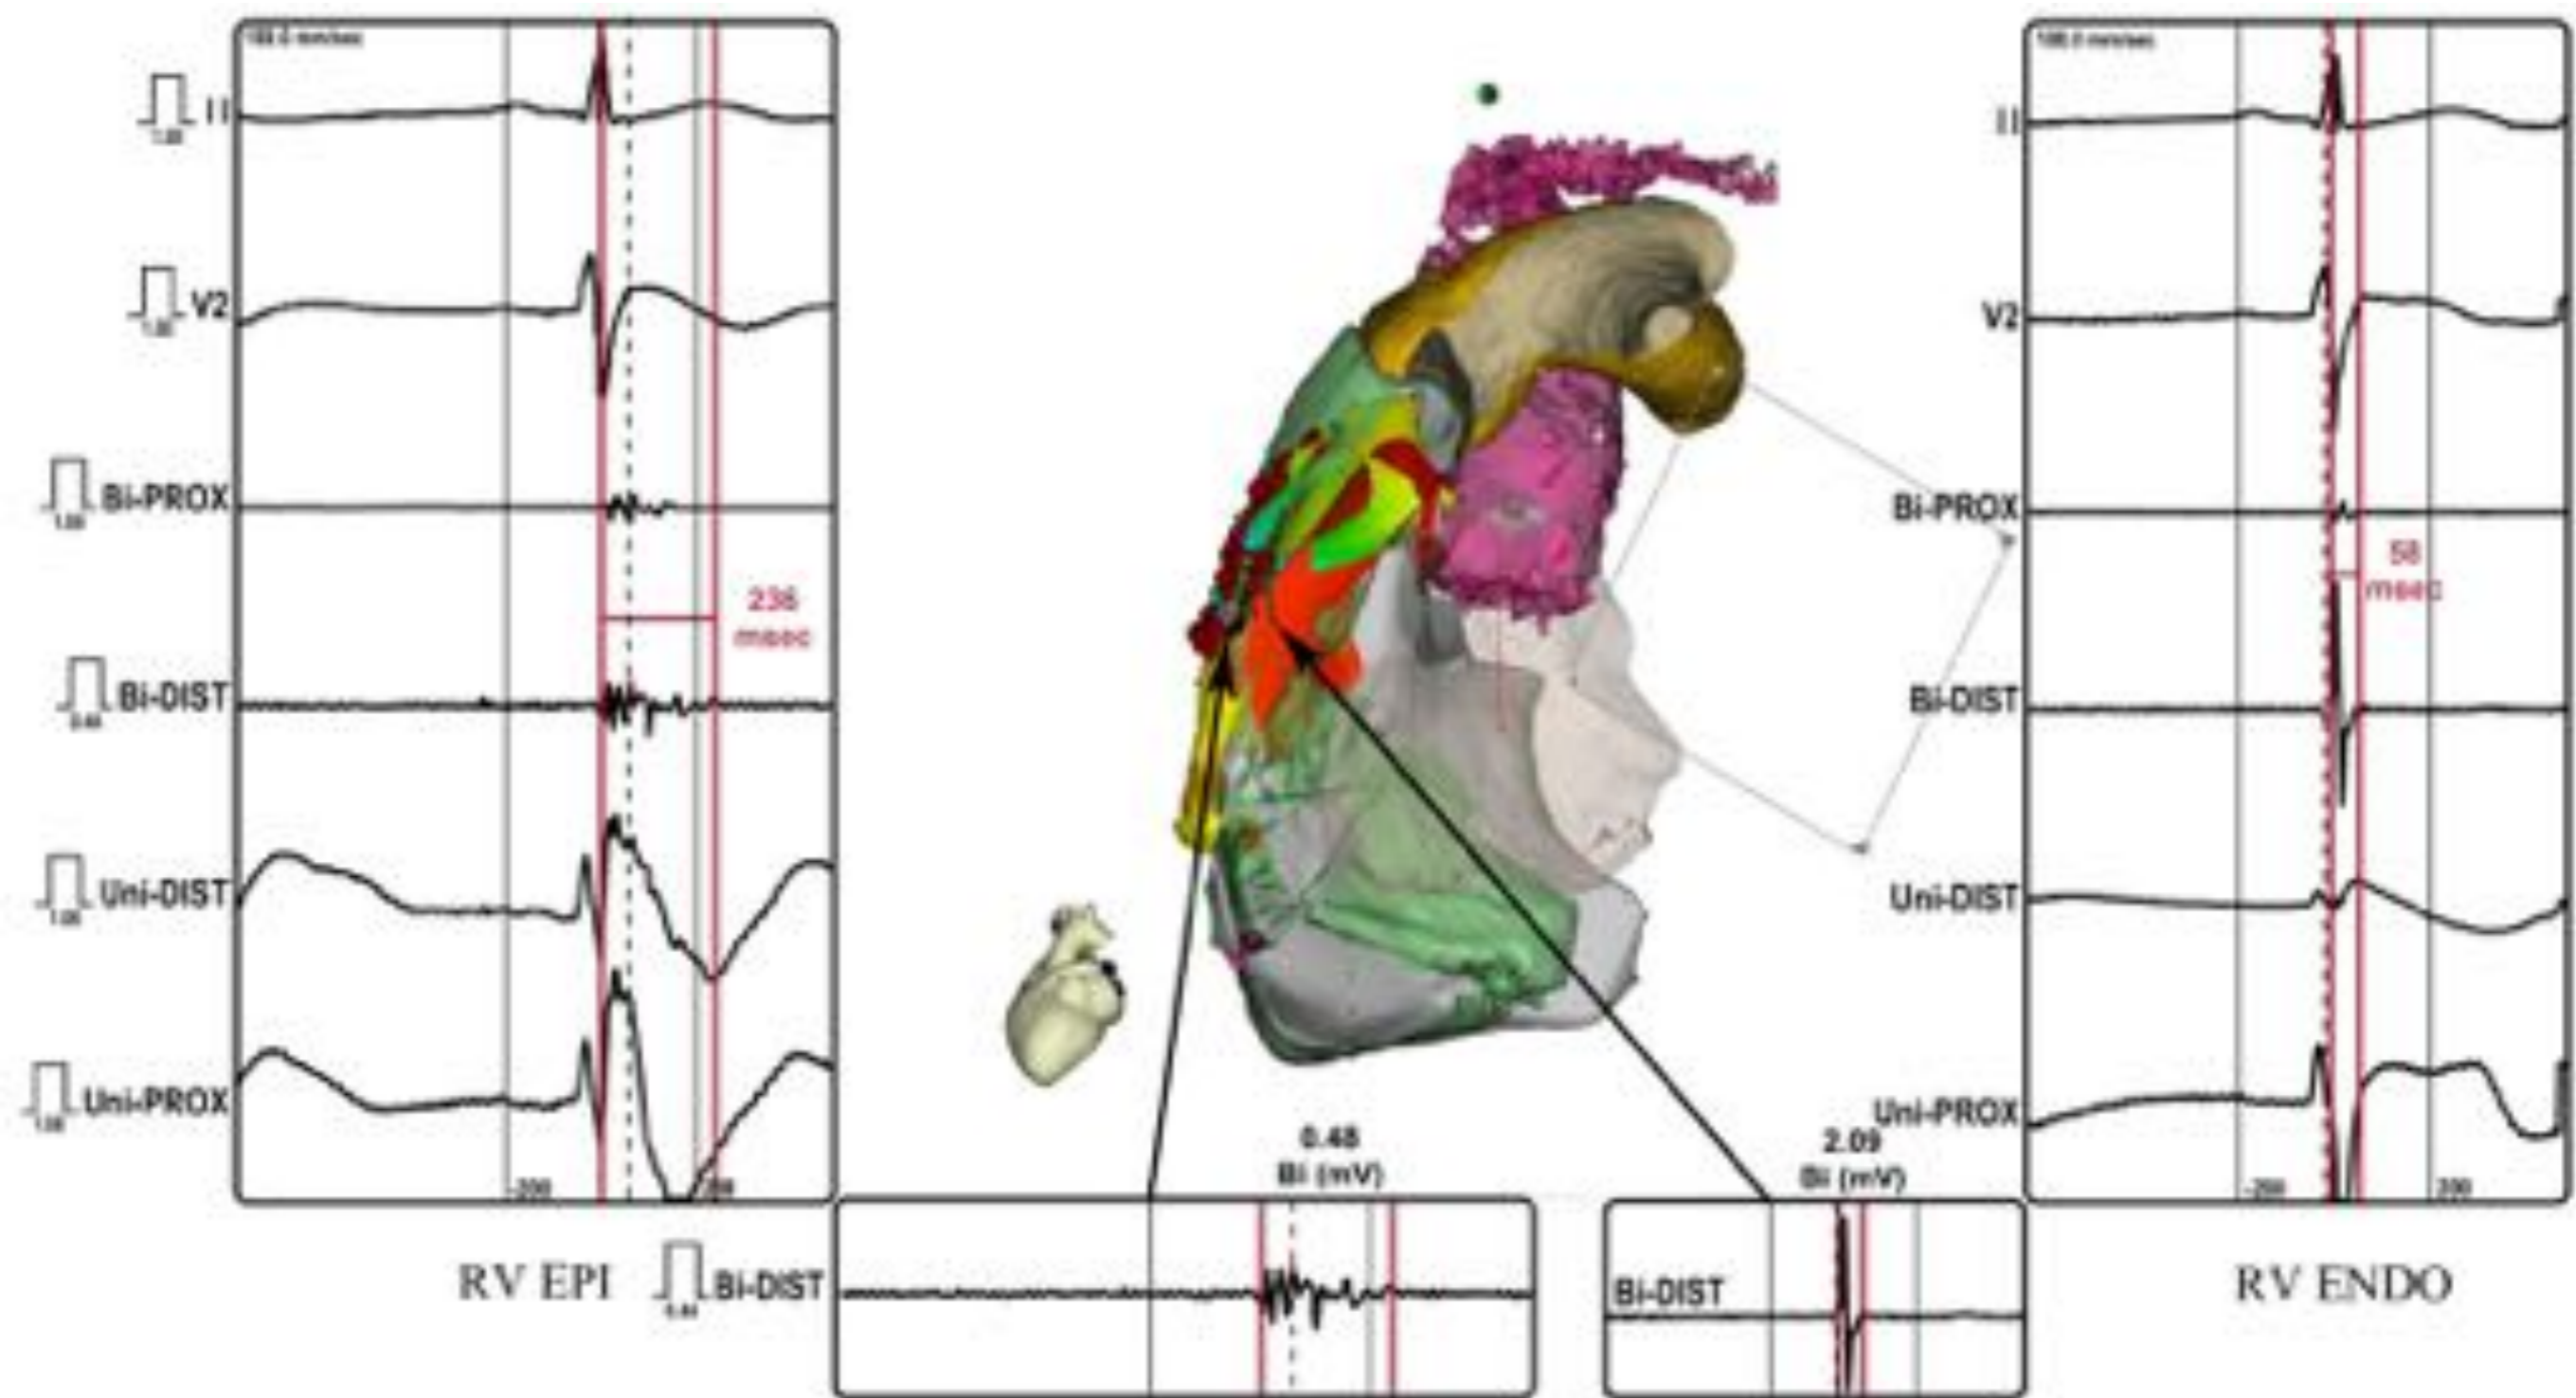 II
V2
Bi-PROX
236
msec
Bi-DIST
Uni-DIST
Uni-PROX
-200
RV EPI
0.48
Bi (mV)
Bi-DIST
2.09
Bi (mV)
Bi-DIST
II
V2
Bi-PROX
58
msec
Bi-DIST
Uni-DIST
Uni-PROX
-200
200
RV ENDO